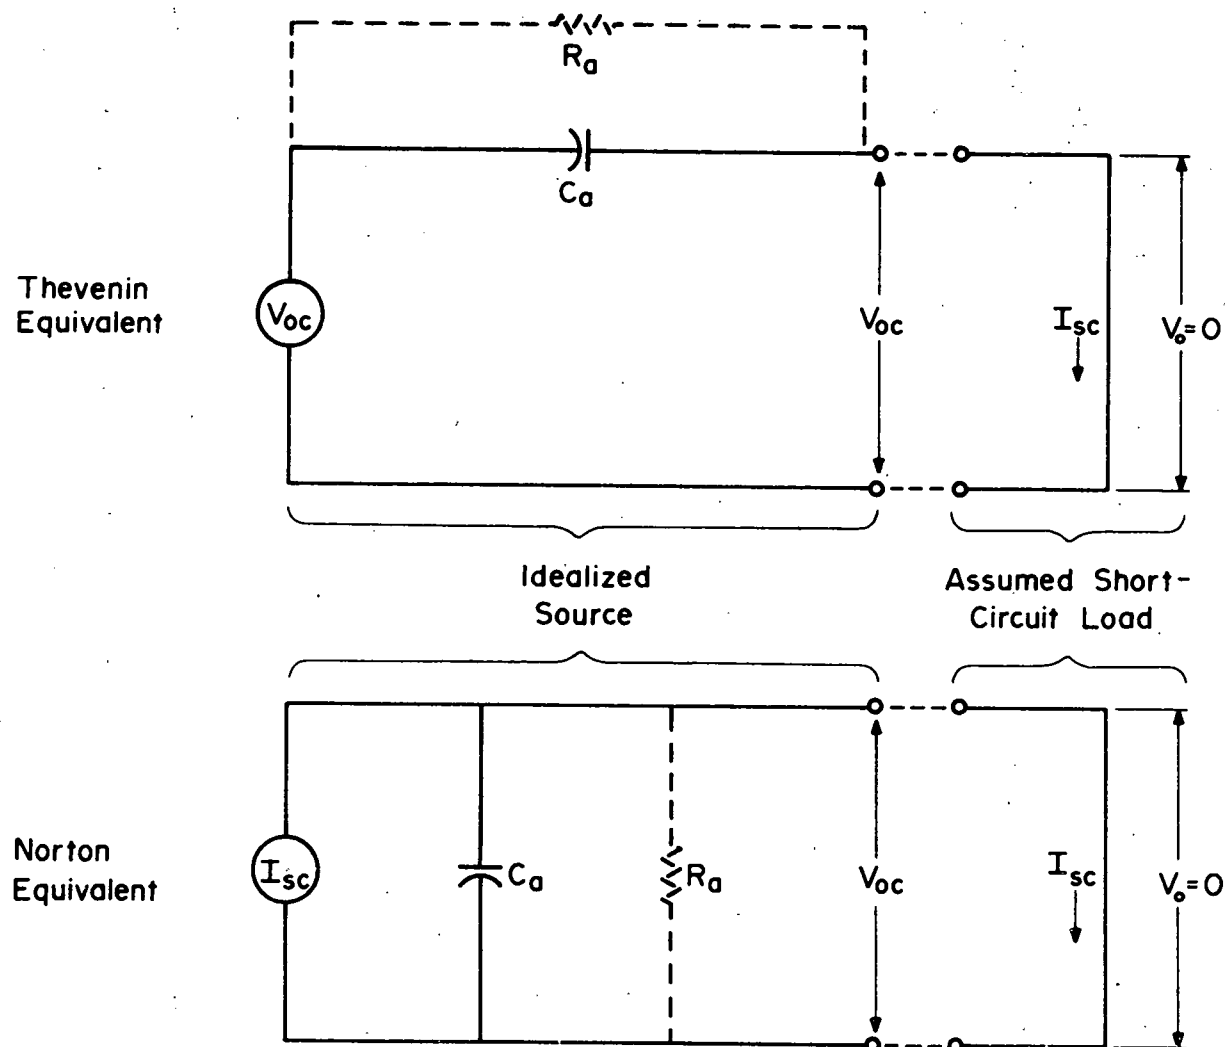 Ra
Ca
Thevenin
Equivalent
Voc
Voc
Isc
Vo=0
Idealized
Source
Assumed Short-
Circuit Load
Norton
Equivalent
Isc
Ca
Ra
Voc
Isc
Vo=0